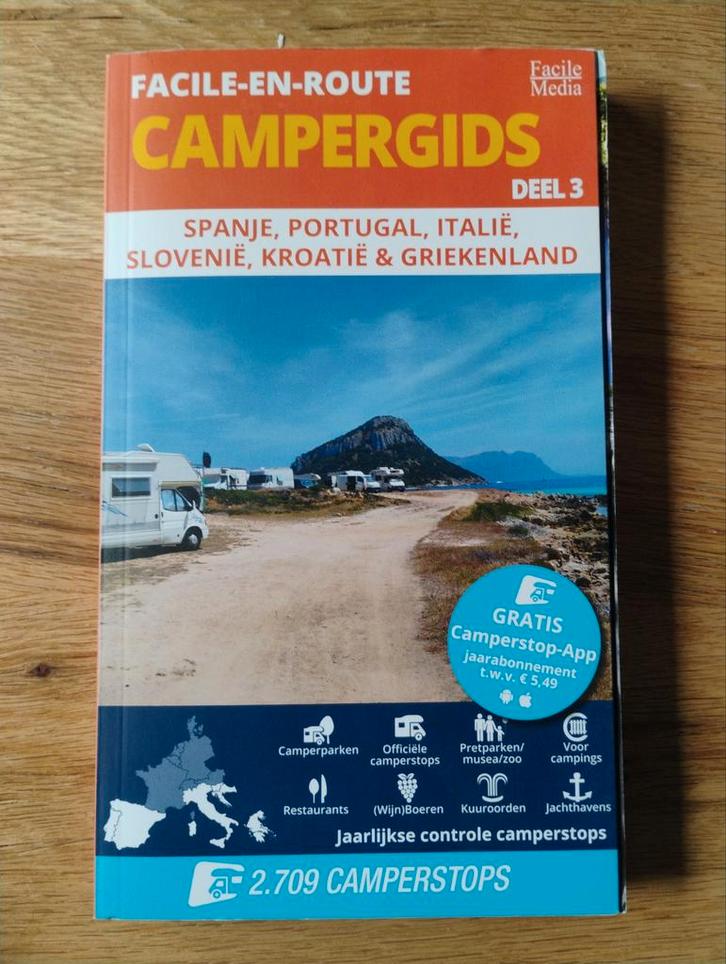 FACILE-EN-ROUTE
Facile
Media
CAMPERGIDS
DEEL 3
SPANJE, PORTUGAL, ITALIË,
SLOVENIË, KROATIË & GRIEKENLAND
GRATIS
Camperstop-App
jaarabonnement
t.w.v. € 5,49
Camperparken
Officiële
camperstops
Pretparken/
musea/zoo
Voor
campings
Restaurants
(Wijn)Boeren
Kuuroorden
Jachthavens
Jaarlijkse controle camperstops
2.709 CAMPERSTOPS